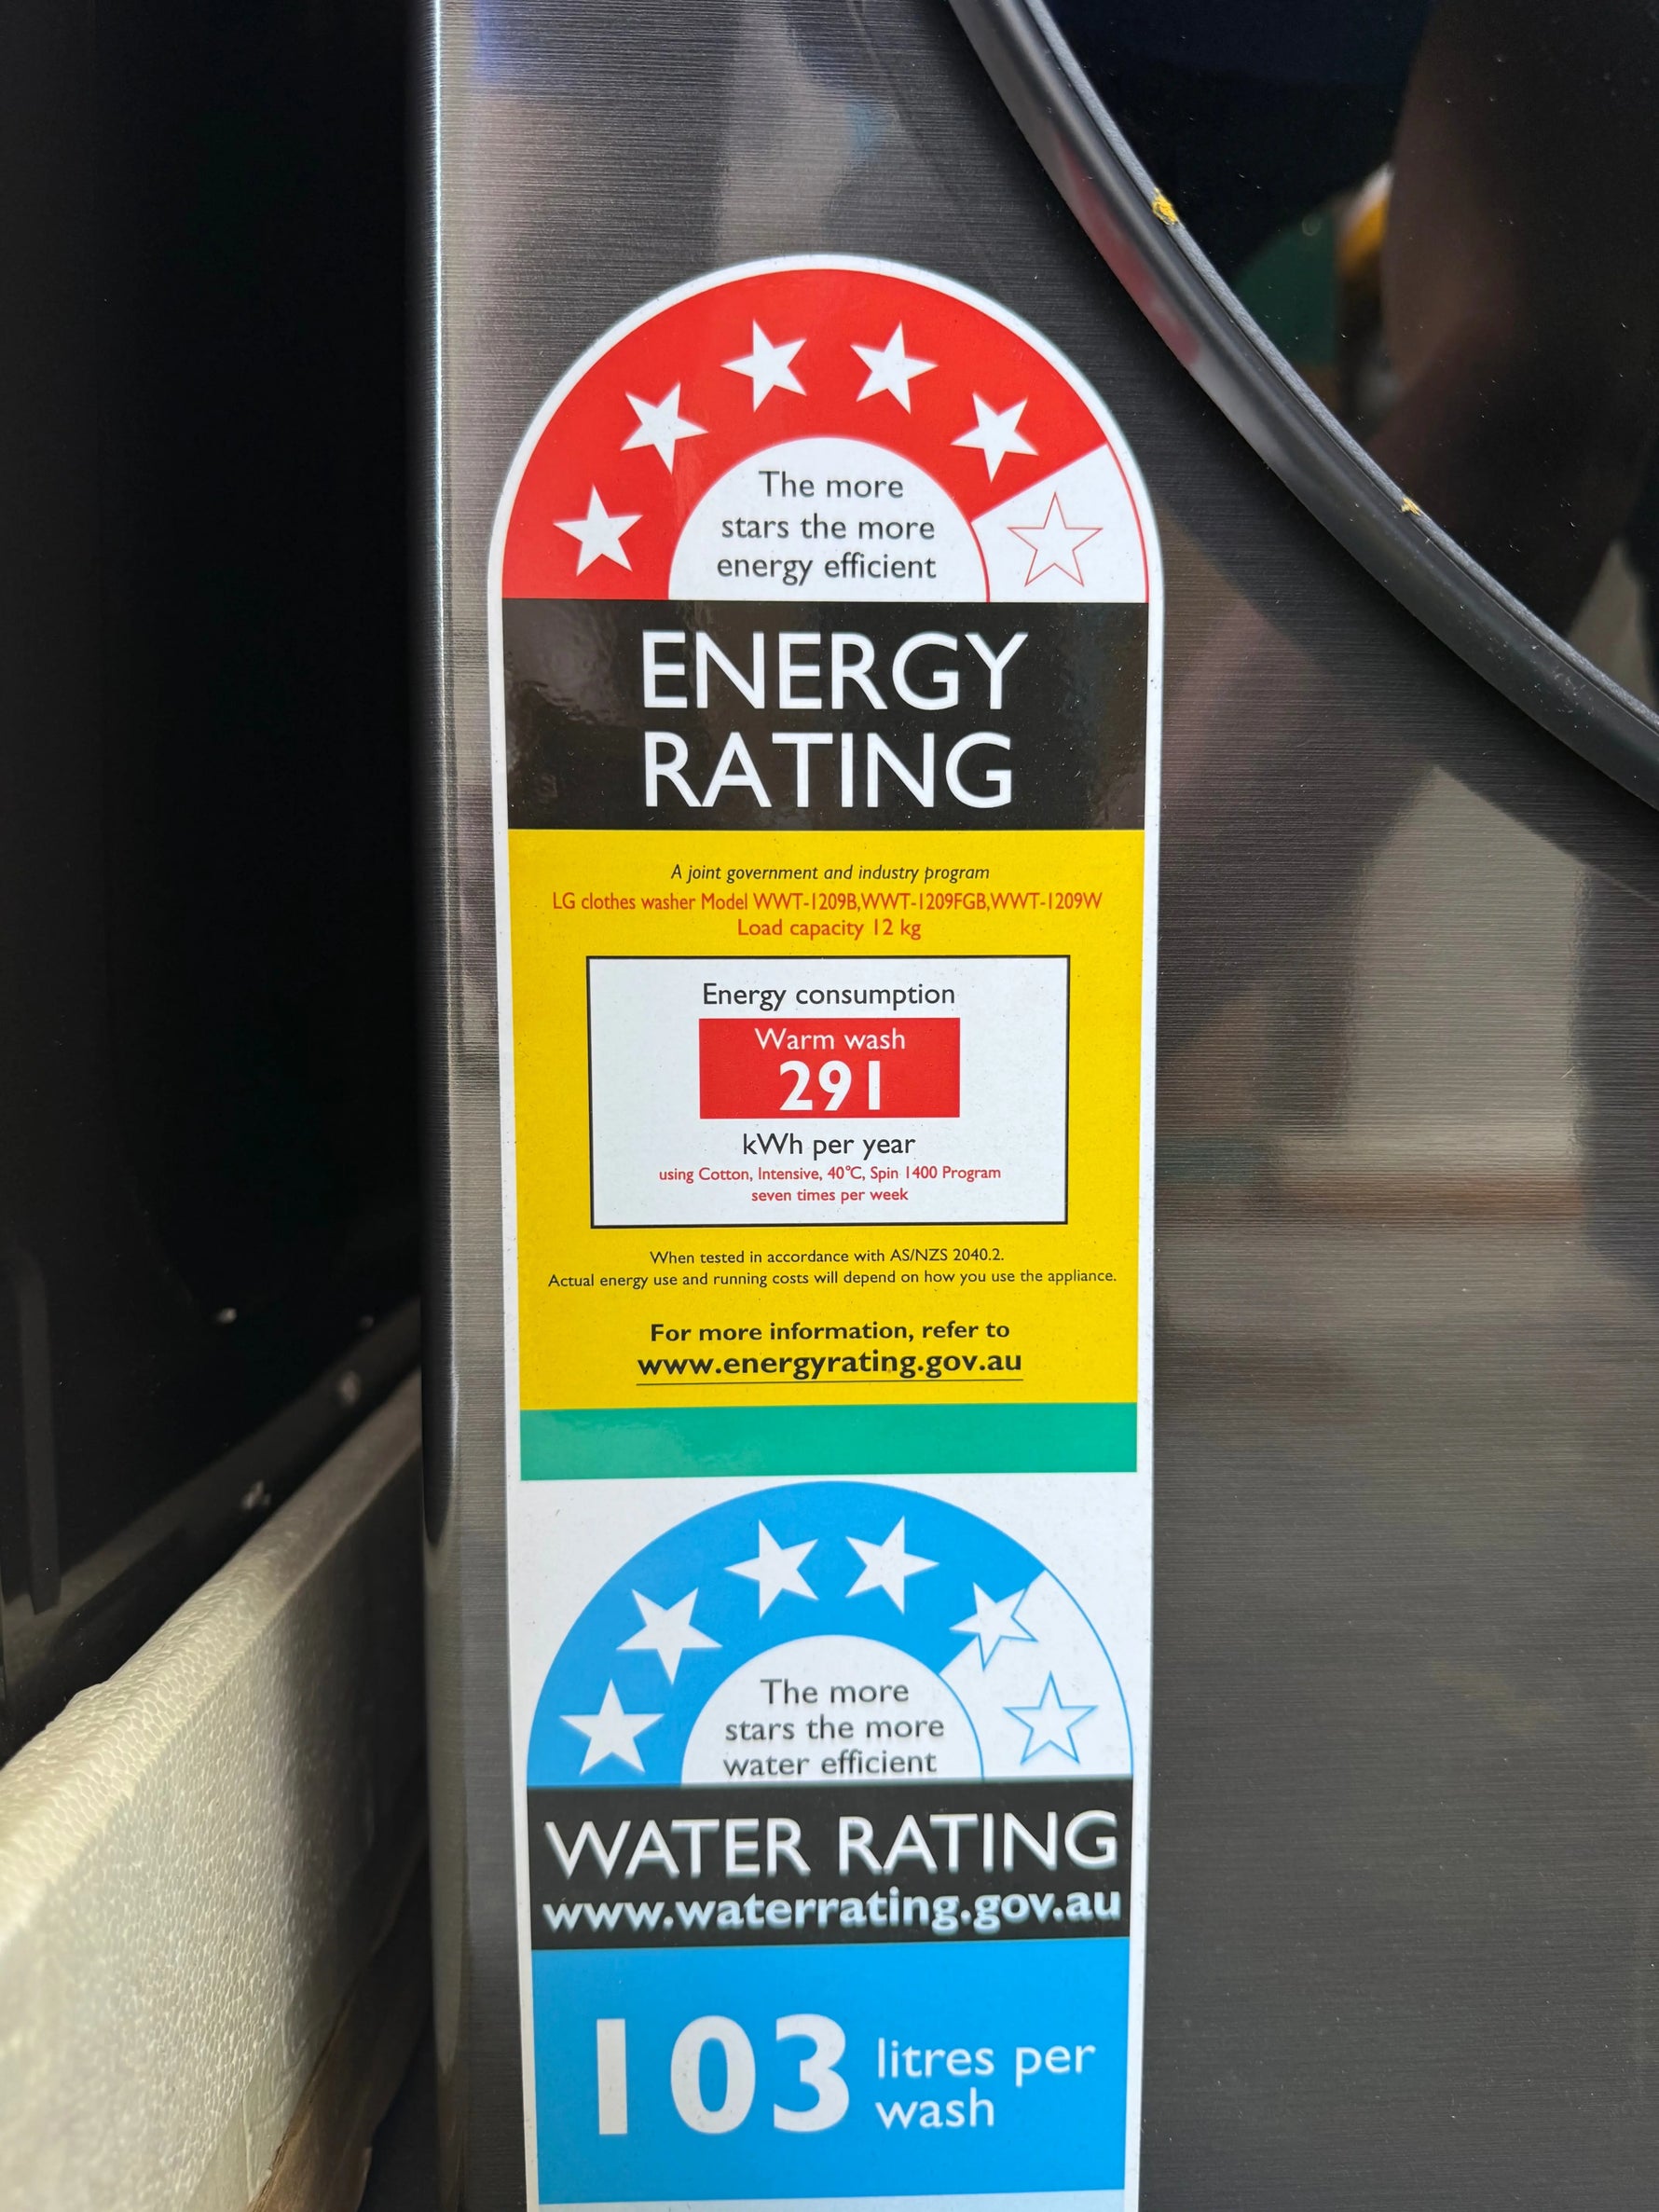 The more
stars the more
energy efficient
ENERGY
RATING
A joint government and industry program
LG clothes washer Model WWT-1209B,WWT-1209FGB,WWT-1209W
Load capacity 12 kg
Energy consumption
Warm wash
291
kWh per year
using Cotton, Intensive, 40°C, Spin 1400 Program
seven times per week
When tested in accordance with AS/NZS 2040.2.
Actual energy use and running costs will depend on how you use the appliance.
For more information, refer to
www.energyrating.gov.au
The more
stars the more
water efficient
WATER RATING
www.waterrating.gov.au
103 litres per
wash